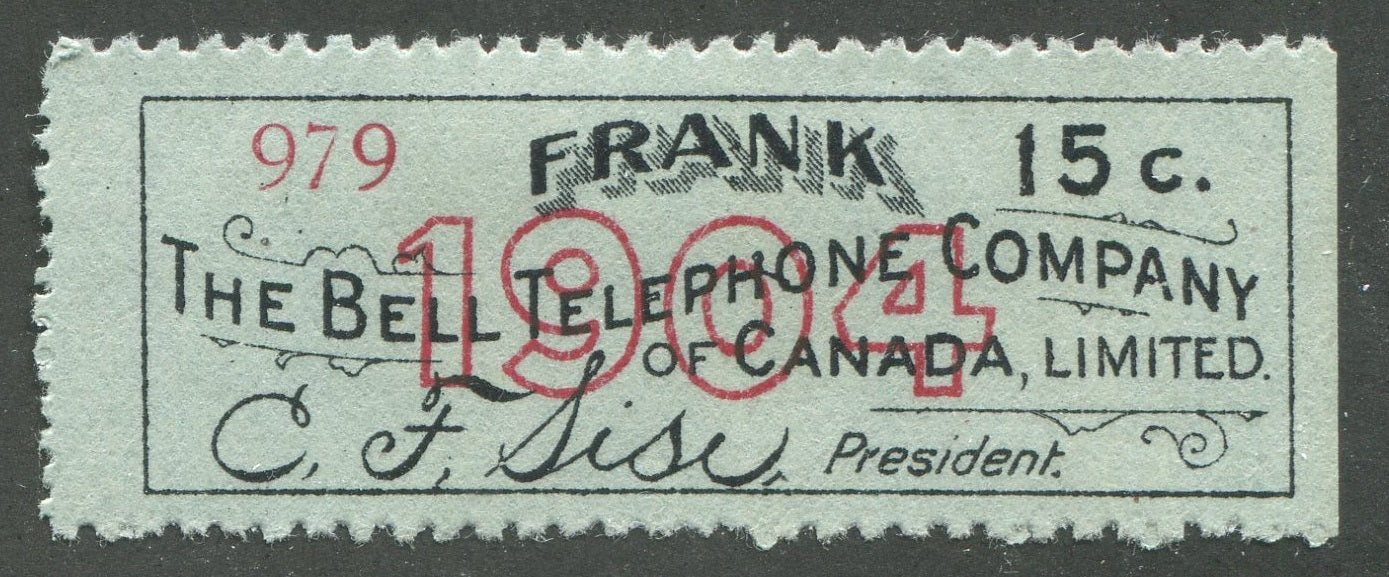 979 FRANK 15 c.
1904
THE BELL TELEPHONE COMPANY
OF CANADA, LIMITED.
C. F. Sise, President.